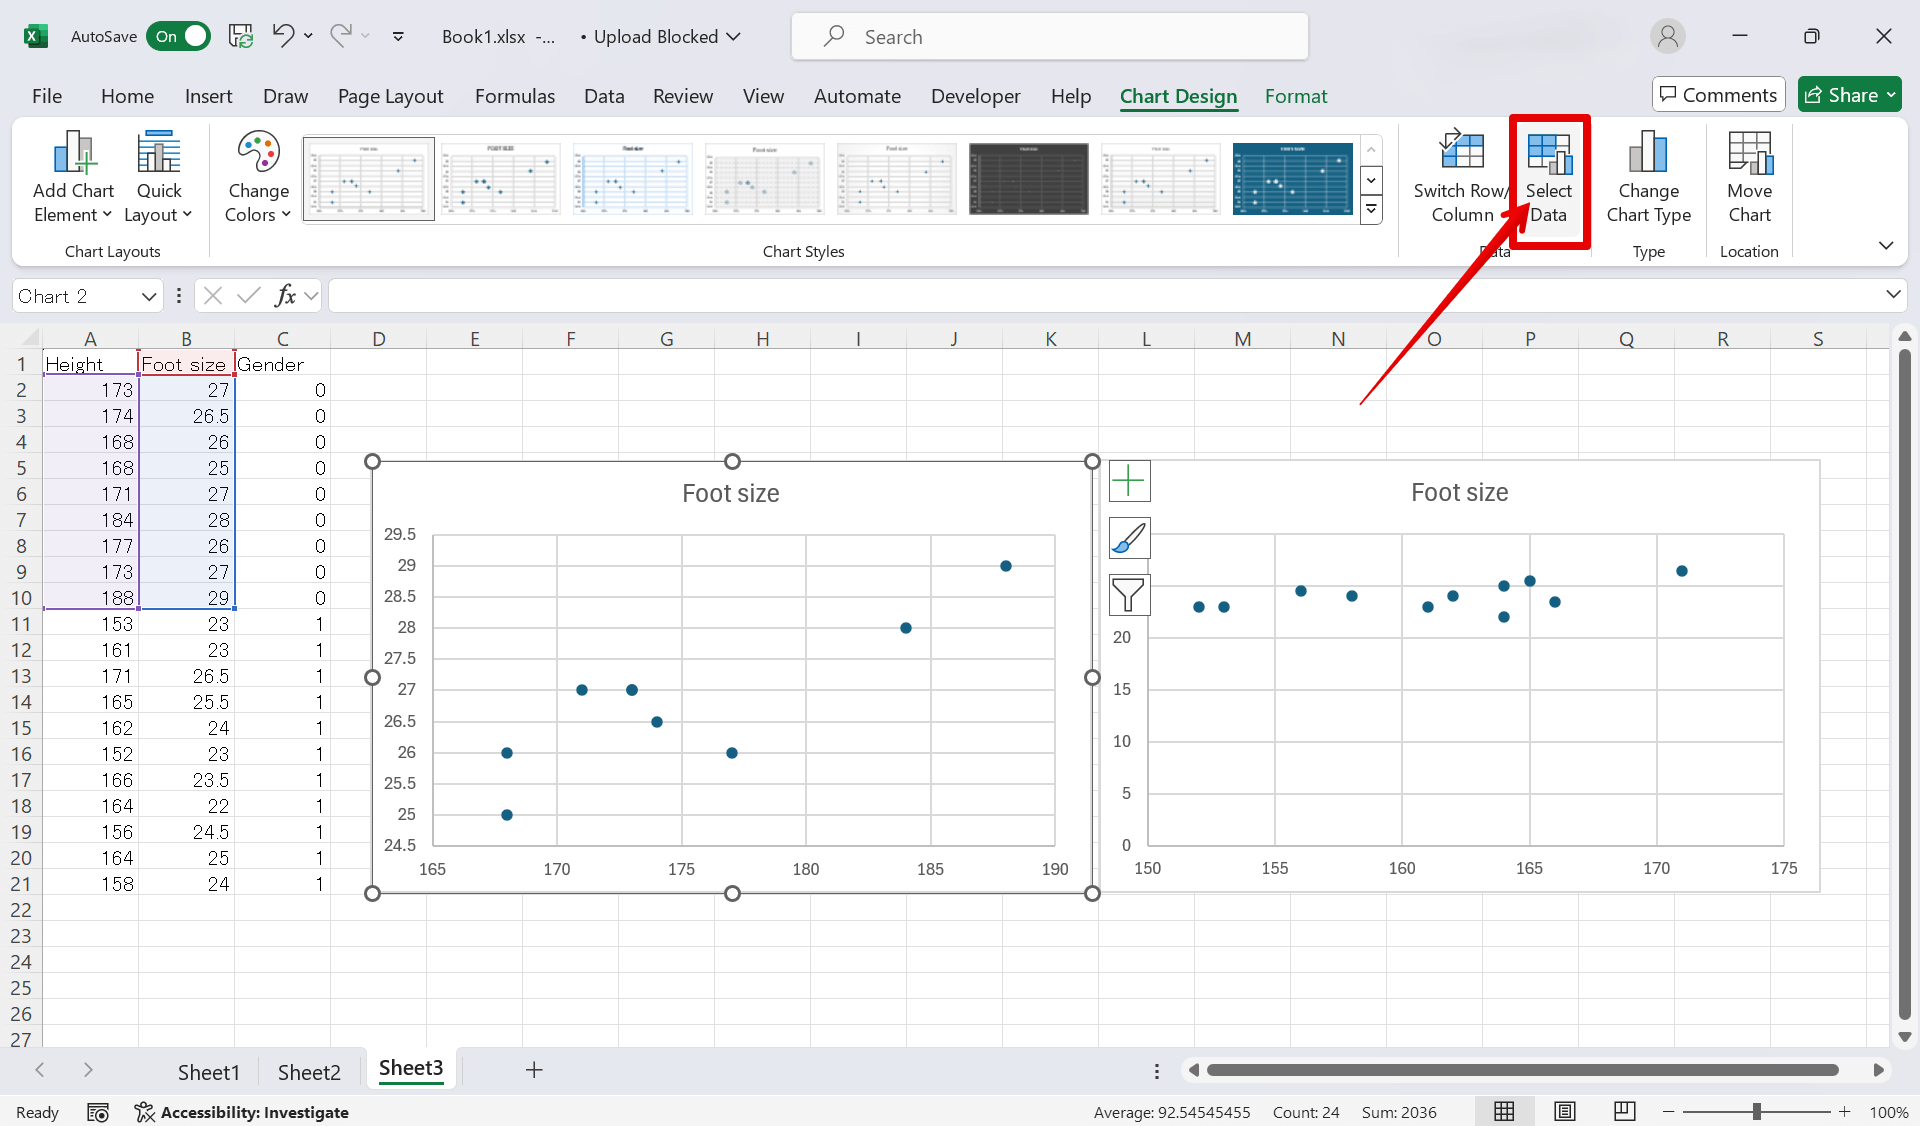 AutoSave On Book1.xlsx -... • Upload Blocked Search
File Home Insert Draw Page Layout Formulas Data Review View Automate Developer Help Chart Design Format Comments Share
Add Chart Element Quick Layout Change Colors Switch Row/ Column Select Data Change Chart Type Move Chart
Chart Layouts Chart Styles Data Type Location
Chart 2 fx
A B C D E F G H I J K L M N O P Q R S
1 Height Foot size Gender
2 173 27 0
3 174 26.5 0
4 168 26 0
5 168 25 0
6 171 27 0
7 184 28 0
8 177 26 0
9 173 27 0
10 188 29 0
11 153 23 1
12 161 23 1
13 171 26.5 1
14 165 25.5 1
15 162 24 1
16 152 23 1
17 166 23.5 1
18 164 22 1
19 156 24.5 1
20 164 25 1
21 158 24 1
22
23
24
25
26
27
Foot size
29.5
29
28.5
28
27.5
27
26.5
26
25.5
25
24.5
165 170 175 180 185 190
Foot size
20
15
10
5
0
150 155 160 165 170 175
Sheet1 Sheet2 Sheet3
Ready Accessibility: Investigate Average: 92.54545455 Count: 24 Sum: 2036 100%